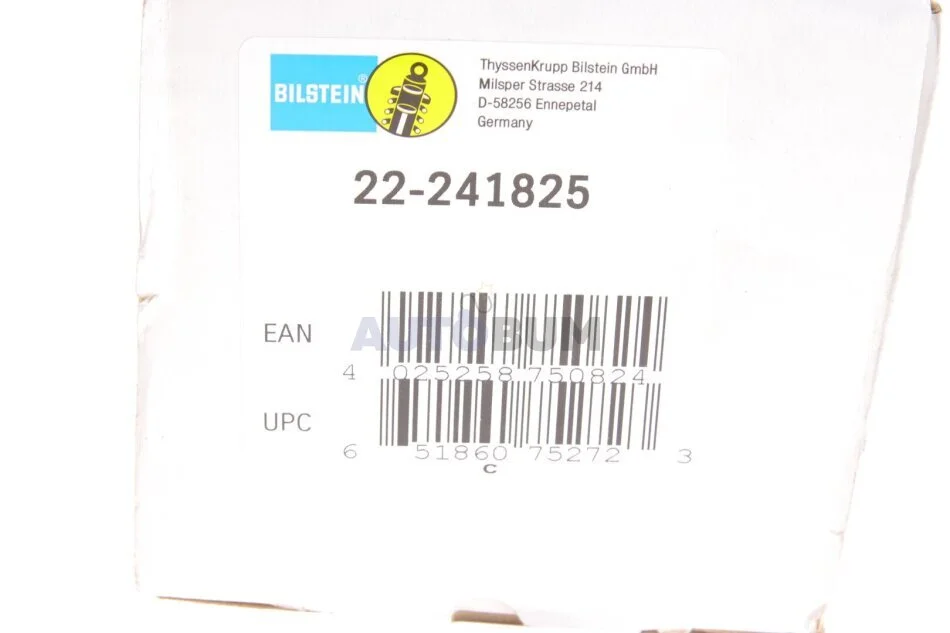 BILSTEIN®
ThyssenKrupp Bilstein GmbH
Milsper Strasse 214
D-58256 Ennepetal
Germany
22-241825
EAN
AUTOBUM
4 025258 750824
UPC
6 51860 75272 3
C